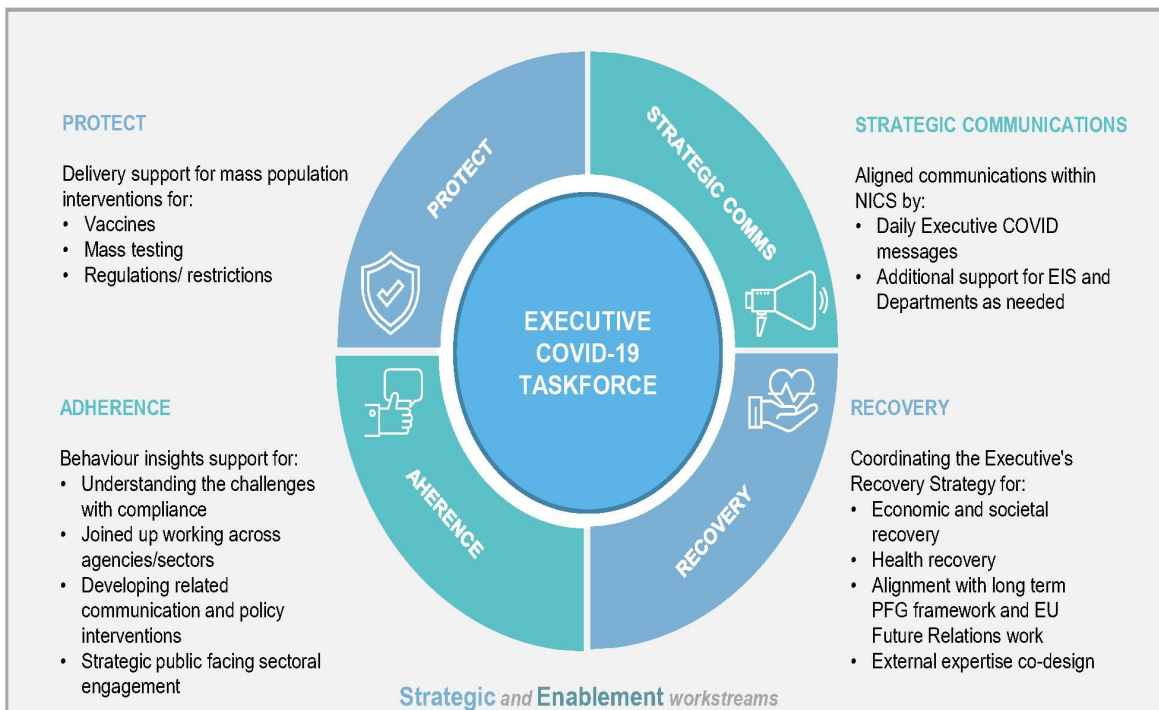 PROTECT
Delivery support for mass population
interventions for:
• Vaccines
• Mass testing
• Regulations/ restrictions
ADHERENCE
Behaviour insights support for:
• Understanding the challenges
with compliance
• Joined up working across
agencies/sectors
• Developing related
communication and policy
interventions
• Strategic public facing sectoral
engagement
PROTECT
STRATEGIC COMMS
EXECUTIVE
COVID-19
TASKFORCE
AHERENCE
RECOVERY
STRATEGIC COMMUNICATIONS
Aligned communications within
NICS by:
• Daily Executive COVID
messages
• Additional support for EIS and
Departments as needed
RECOVERY
Coordinating the Executive's
Recovery Strategy for:
• Economic and societal
recovery
• Health recovery
• Alignment with long term
PFG framework and EU
Future Relations work
• External expertise co-design
Strategic and Enablement workstreams